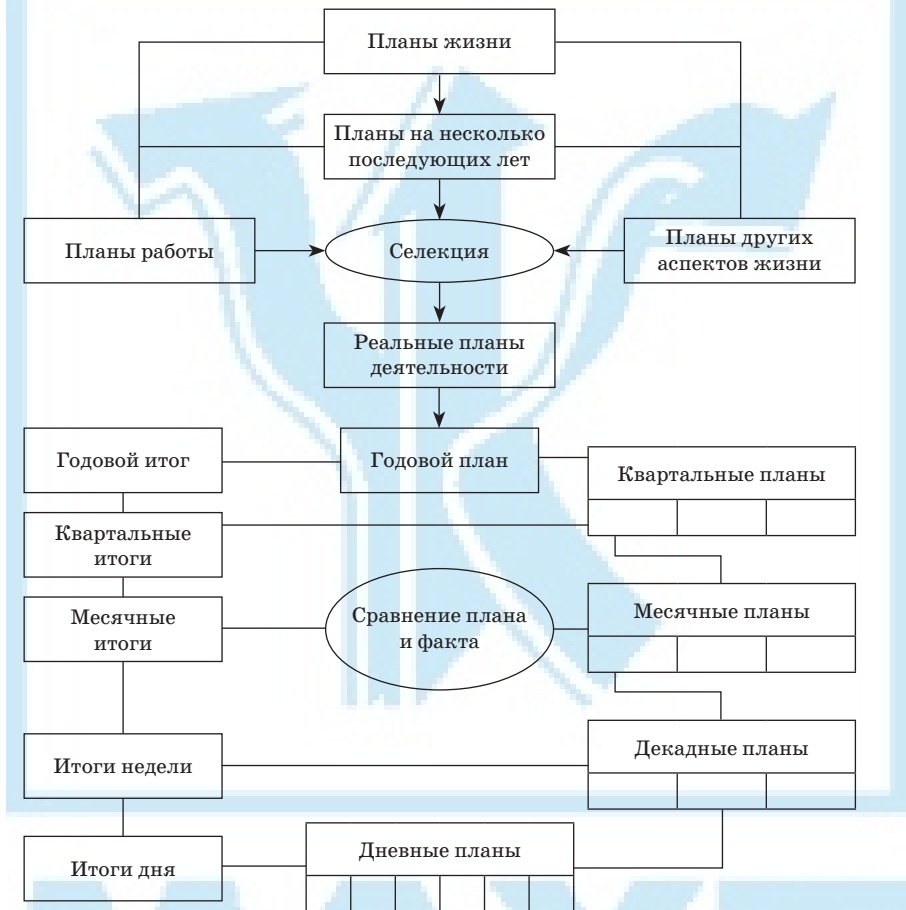 Планы жизни
Планы на несколько
последующих лет
Планы работы
Селекция
Планы других
аспектов жизни
Реальные планы
деятельности
Годовой итог
Годовой план
Квартальные планы
Квартальные
итоги
Месячные
итоги
Сравнение плана
и факта
Месячные планы
Итоги недели
Декадные планы
Итоги дня
Дневные планы